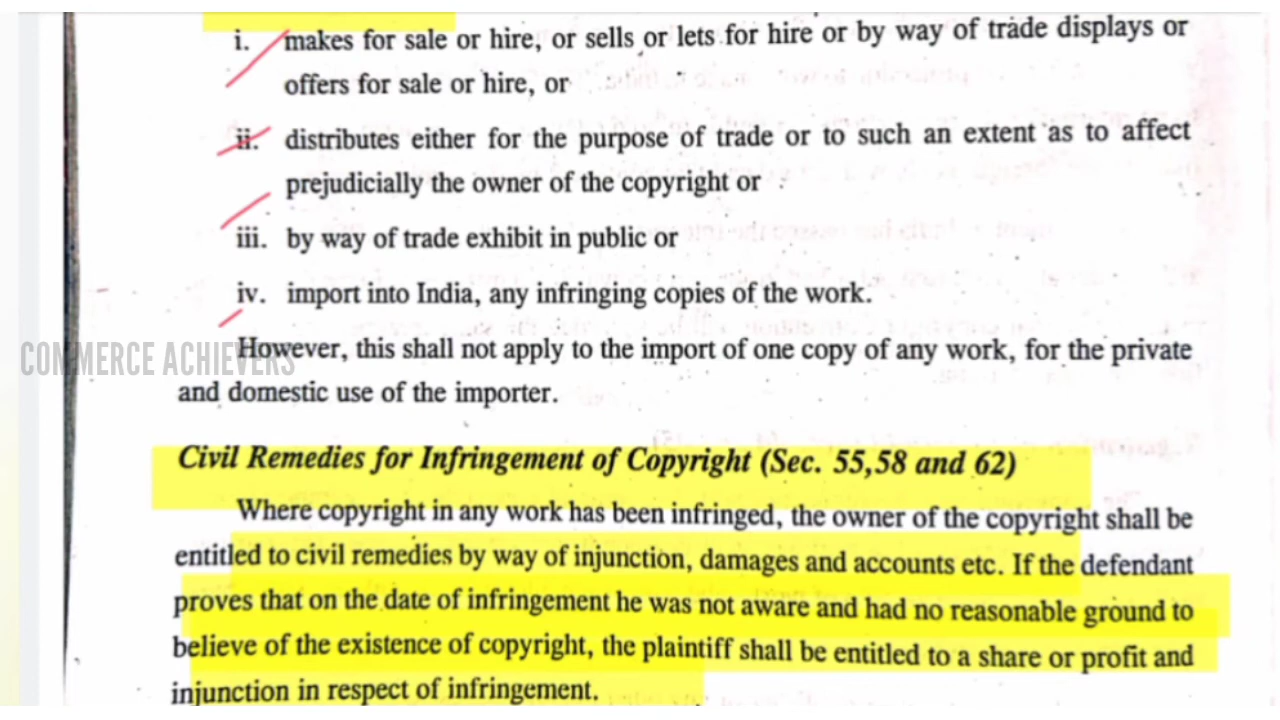 i. makes for sale or hire, or sells or lets for hire or by way of trade displays or
offers for sale or hire, or
ii. distributes either for the purpose of trade or to such an extent as to affect
prejudicially the owner of the copyright or
iii. by way of trade exhibit in public or
iv. import into India, any infringing copies of the work.
However, this shall not apply to the import of one copy of any work, for the private
COMMERCE ACHIEVERS
and domestic use of the importer.
Civil Remedies for Infringement of Copyright (Sec. 55,58 and 62)
Where copyright in any work has been infringed, the owner of the copyright shall be
entitled to civil remedies by way of injunction, damages and accounts etc. If the defendant
proves that on the date of infringement he was not aware and had no reasonable ground to
believe of the existence of copyright, the plaintiff shall be entitled to a share or profit and
injunction in respect of infringement.